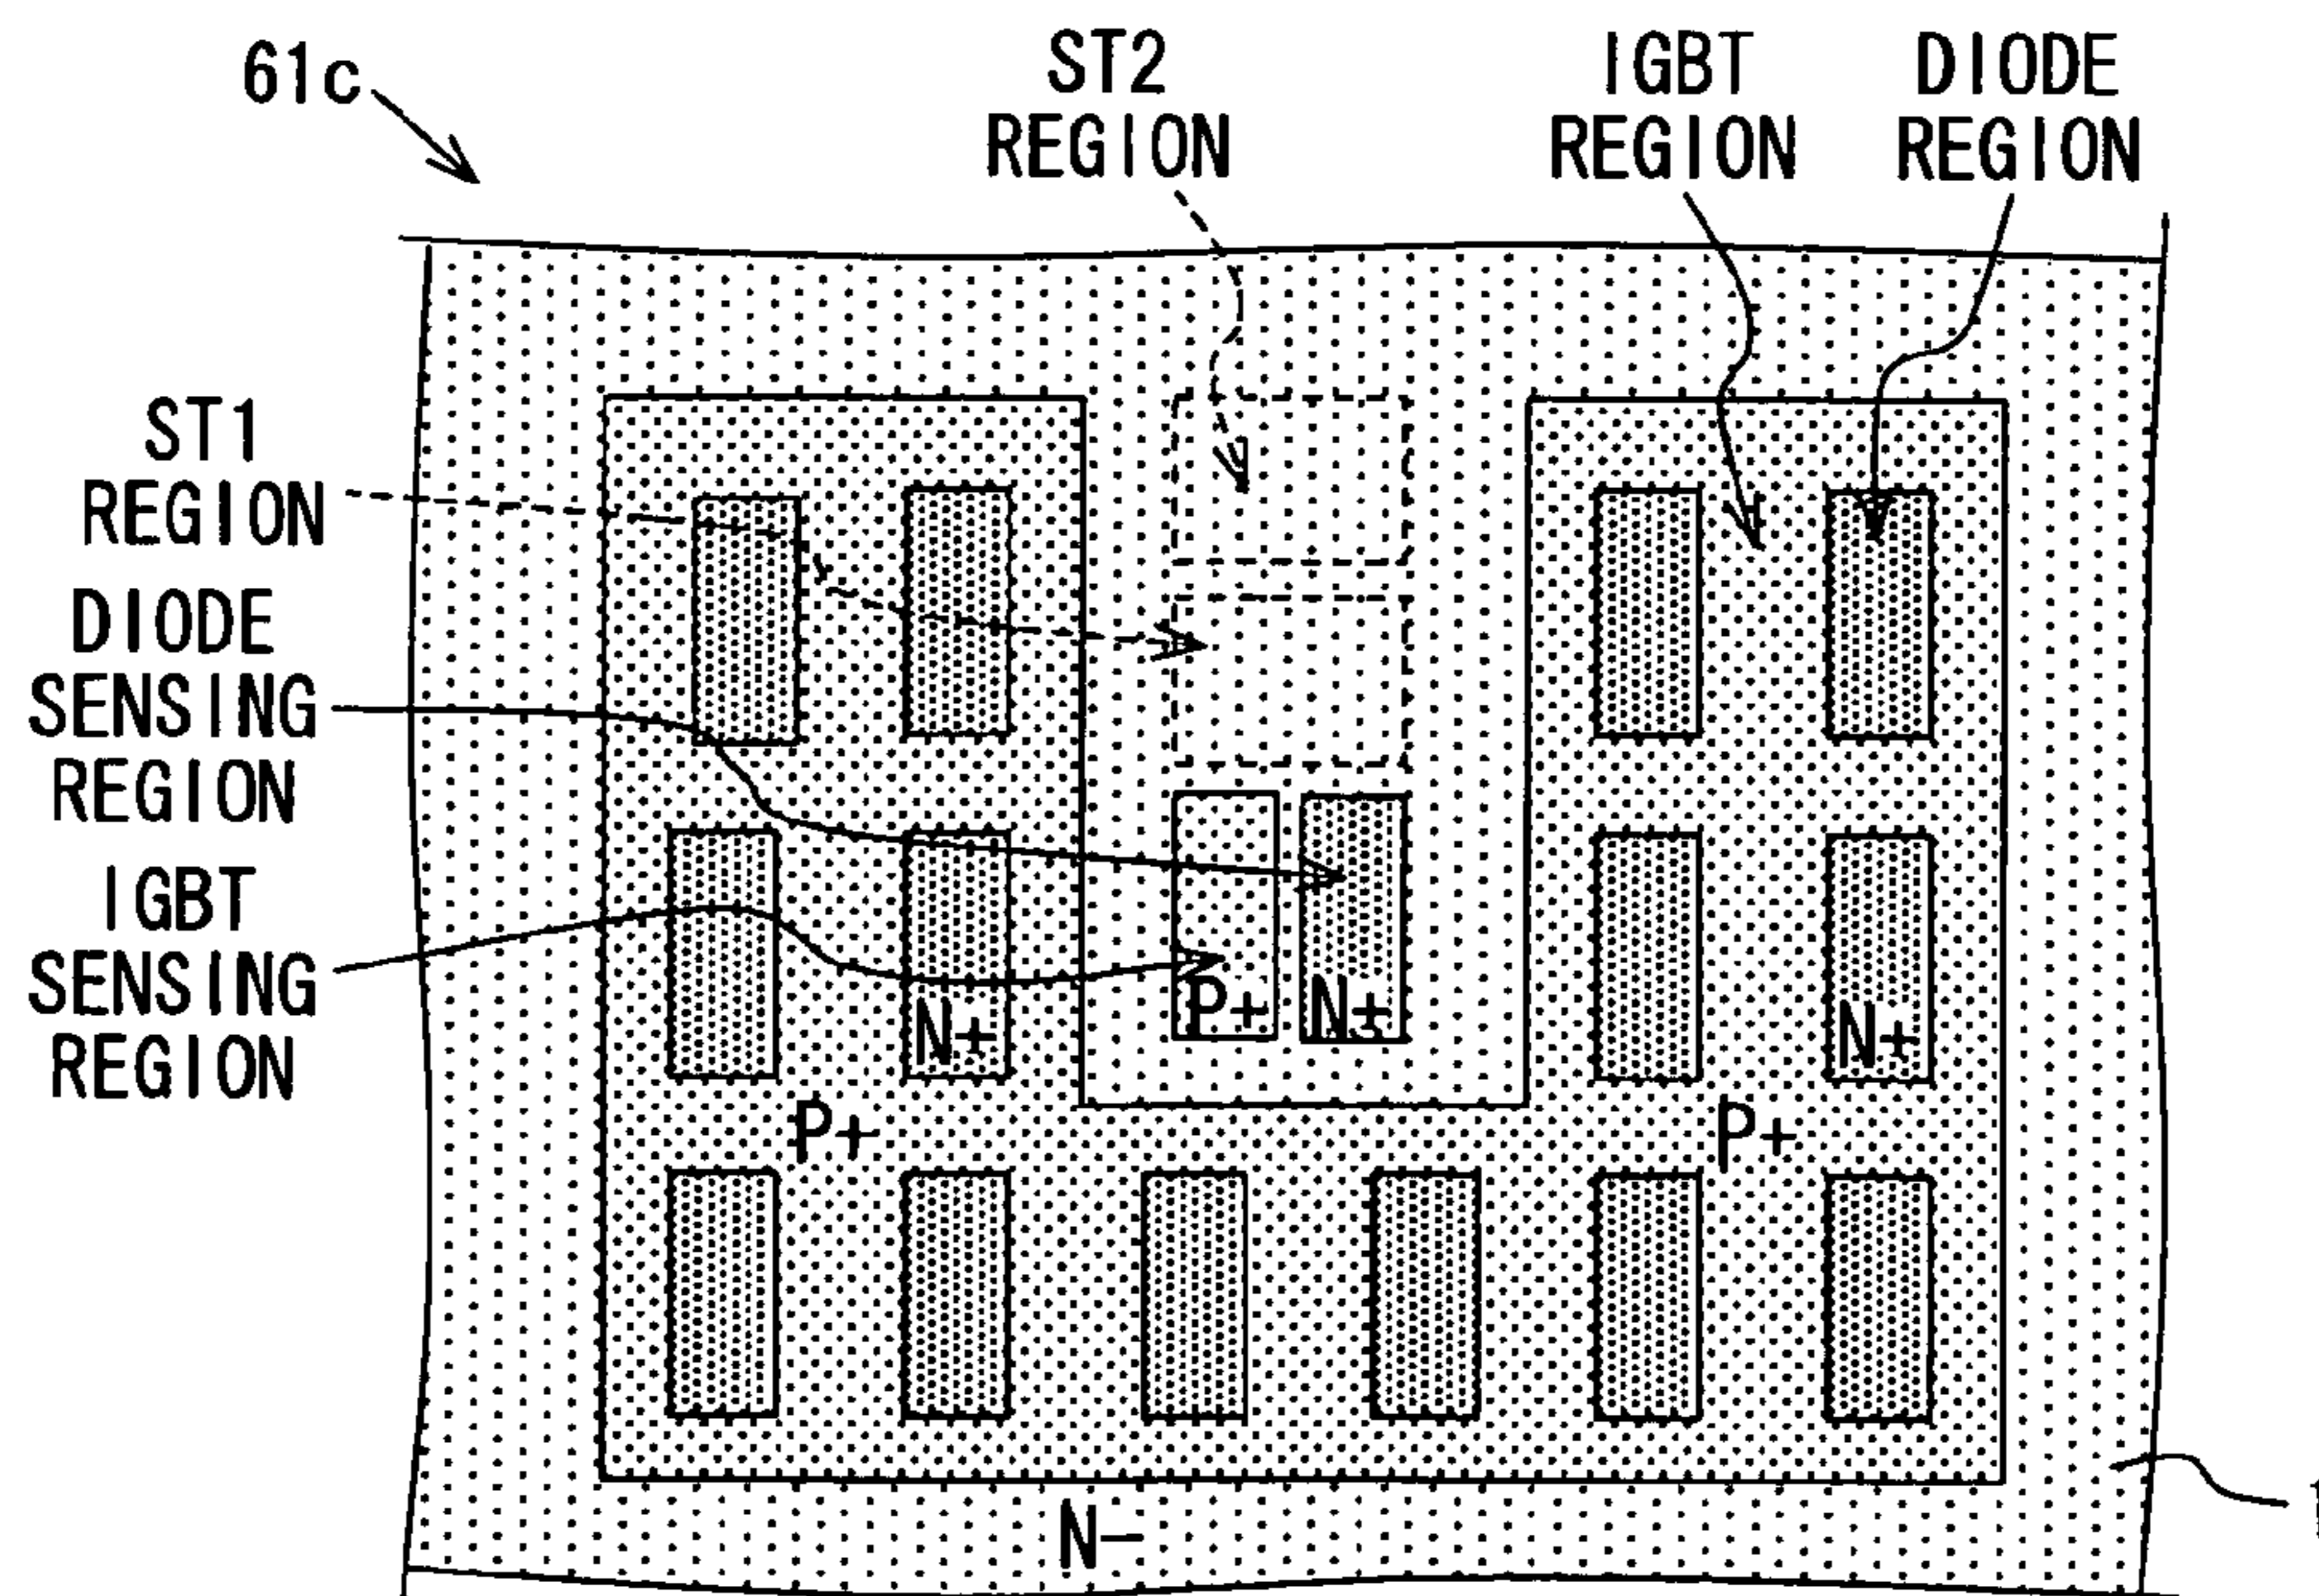 61c
ST2
REGION
IGBT
REGION
DIODE
REGION
ST1
REGION
DIODE
SENSING
REGION
IGBT
SENSING
REGION
P+
N+
N+
N+
P+
P+
N-